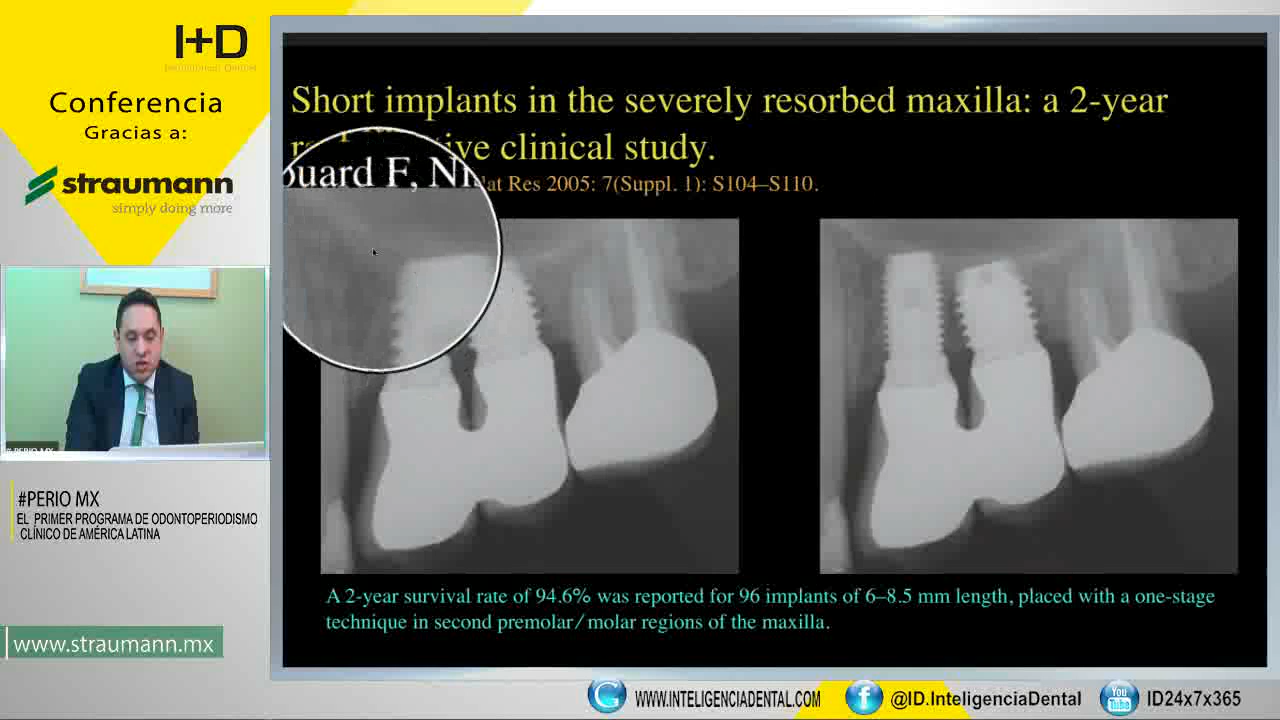 I+D
Conferencia
Gracias a:
straumann
simply doing more
#PERIO MX
EL PRIMER PROGRAMA DE ODONTOPERIODISMO
CLÍNICO DE AMÉRICA LATINA
www.straumann.mx
Short implants in the severely resorbed maxilla: a 2-year
clinical study.
ouard F, Ni
lat Res 2005: 7(Suppl. 1): S104–S110.
A 2-year survival rate of 94.6% was reported for 96 implants of 6–8.5 mm length, placed with a one-stage
technique in second premolar/molar regions of the maxilla.
WWW.INTELIGENCIADENTAL.COM
f
@ID.InteligenciaDental
You Tube
ID24x7x365